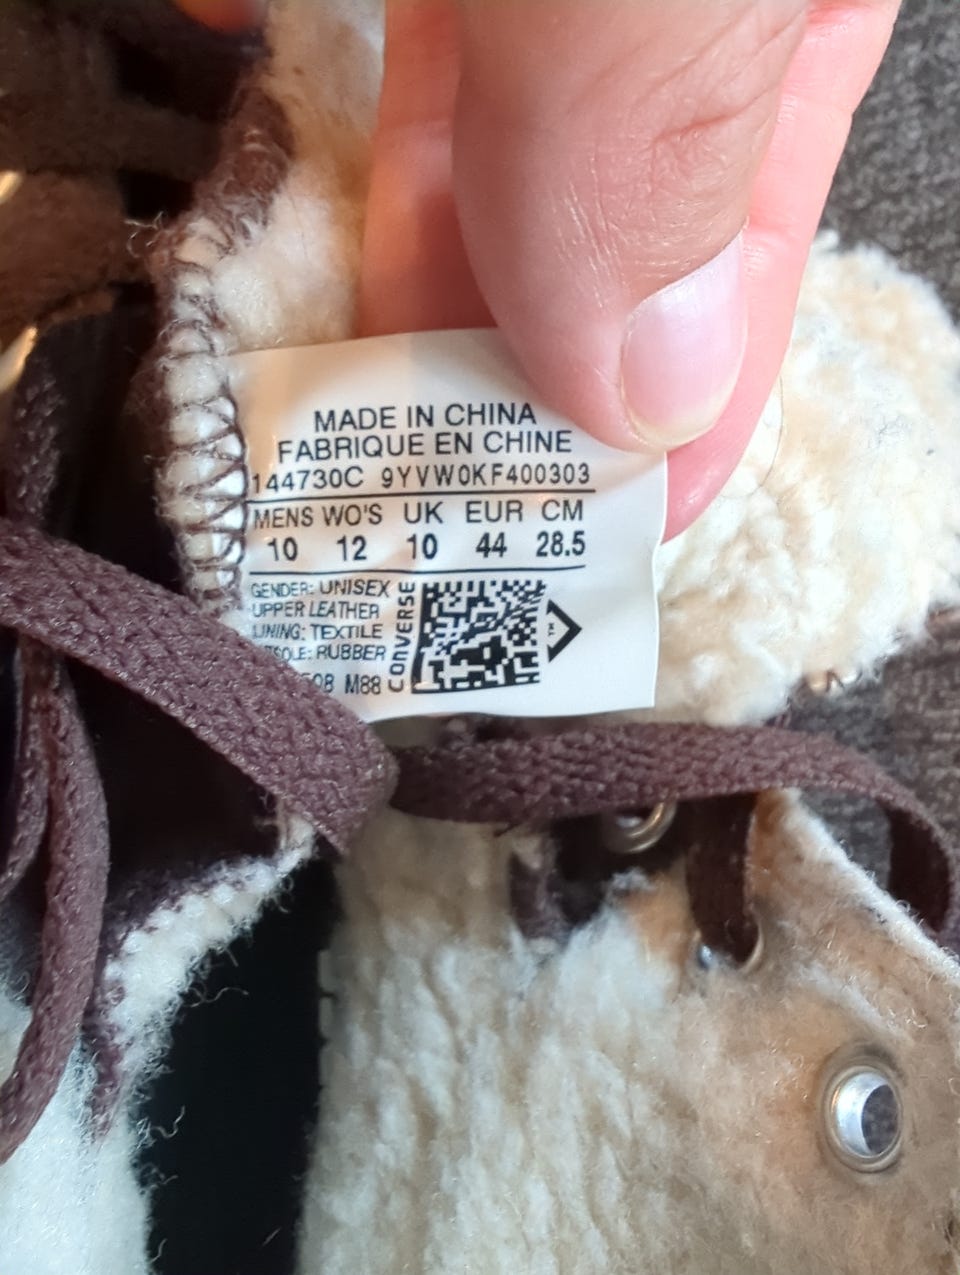 MADE IN CHINA
FABRIQUE EN CHINE
144730C 9YVW0KF400303
MENS WO'S UK EUR CM
10 12 10 44 28.5
GENDER: UNISEX
UPPER LEATHER
LINING: TEXTILE
RUBBER
M88
CONVERSE
TM